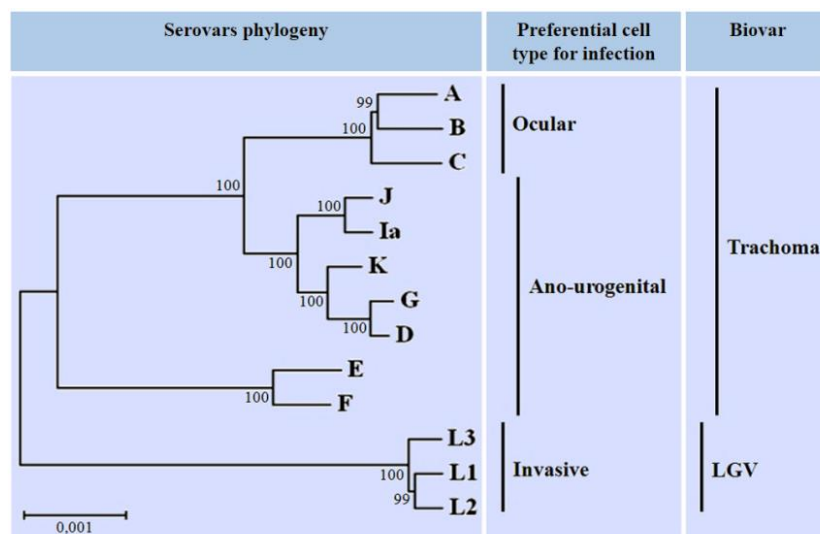 Serovars phylogeny
Preferential cell
type for infection
Biovar
A
99
B
100
C
Ocular
100
J
100
Ia
100
K
100
G
100
D
Ano-urogenital
Trachoma
E
100
F
L3
100
L1
99
L2
Invasive
LGV
0,001